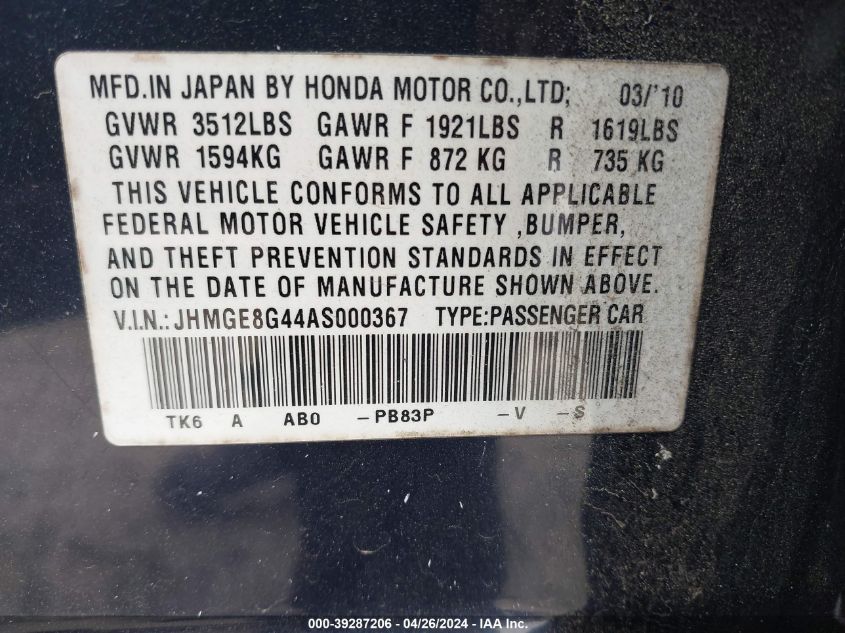 MFD.IN JAPAN BY HONDA MOTOR CO.,LTD; 03/'10
GVWR 3512LBS GAWR F 1921LBS R 1619LBS
GVWR 1594KG GAWR F 872 KG R 735 KG
THIS VEHICLE CONFORMS TO ALL APPLICABLE
FEDERAL MOTOR VEHICLE SAFETY ,BUMPER,
AND THEFT PREVENTION STANDARDS IN EFFECT
ON THE DATE OF MANUFACTURE SHOWN ABOVE.
V.I.N.: JHMGE8G44AS000367 TYPE:PASSENGER CAR
TK6 A AB0 -PB83P -V -S
000-39287206 - 04/26/2024 - IAA Inc.